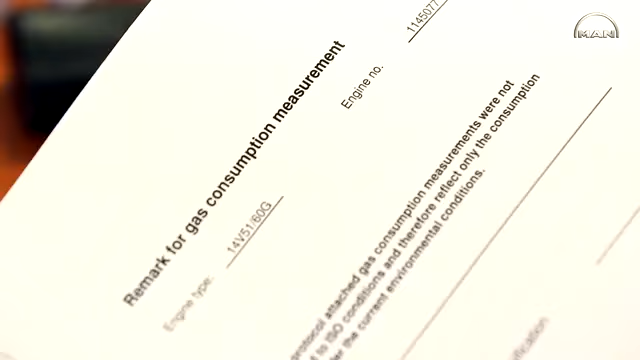 MAN
Remark for gas consumption measurement
Engine type: 14V51/60G Engine no. 1145077
protocol attached gas consumption measurements were not
to ISO conditions and therefore reflect only the consumption
the current environmental conditions.